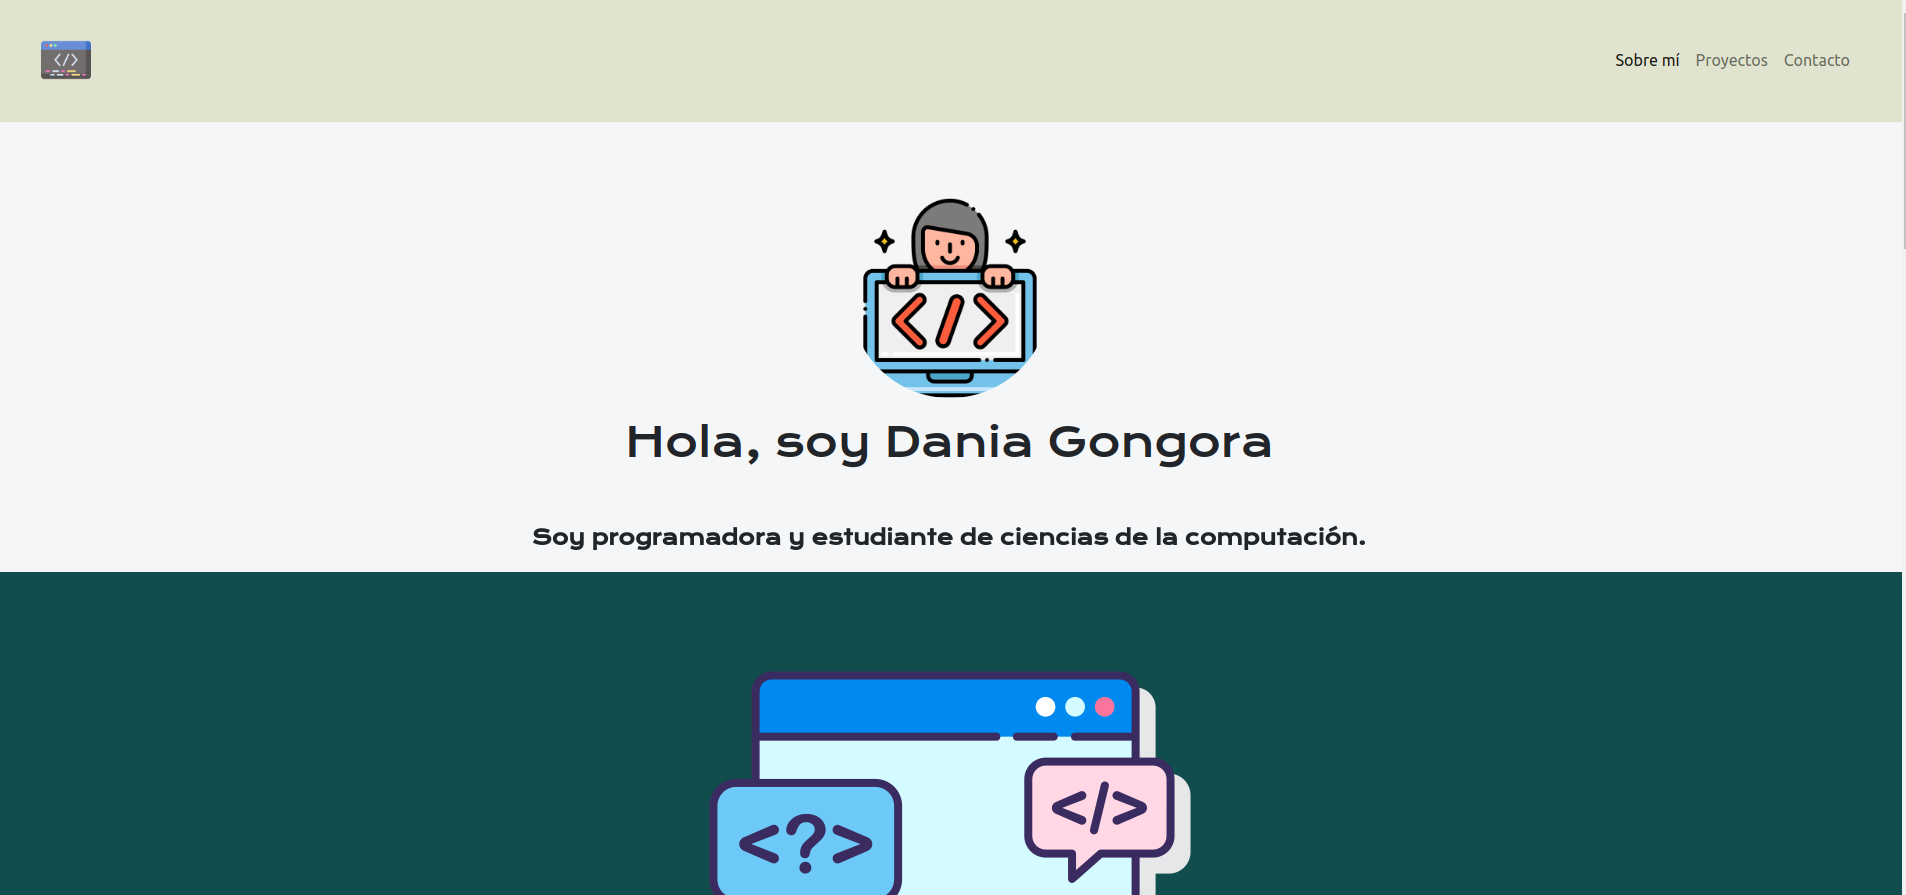 </>
Sobre mí Proyectos Contacto
</>
Hola, soy Dania Gongora
Soy programadora y estudiante de ciencias de la computación.
</>
<?>